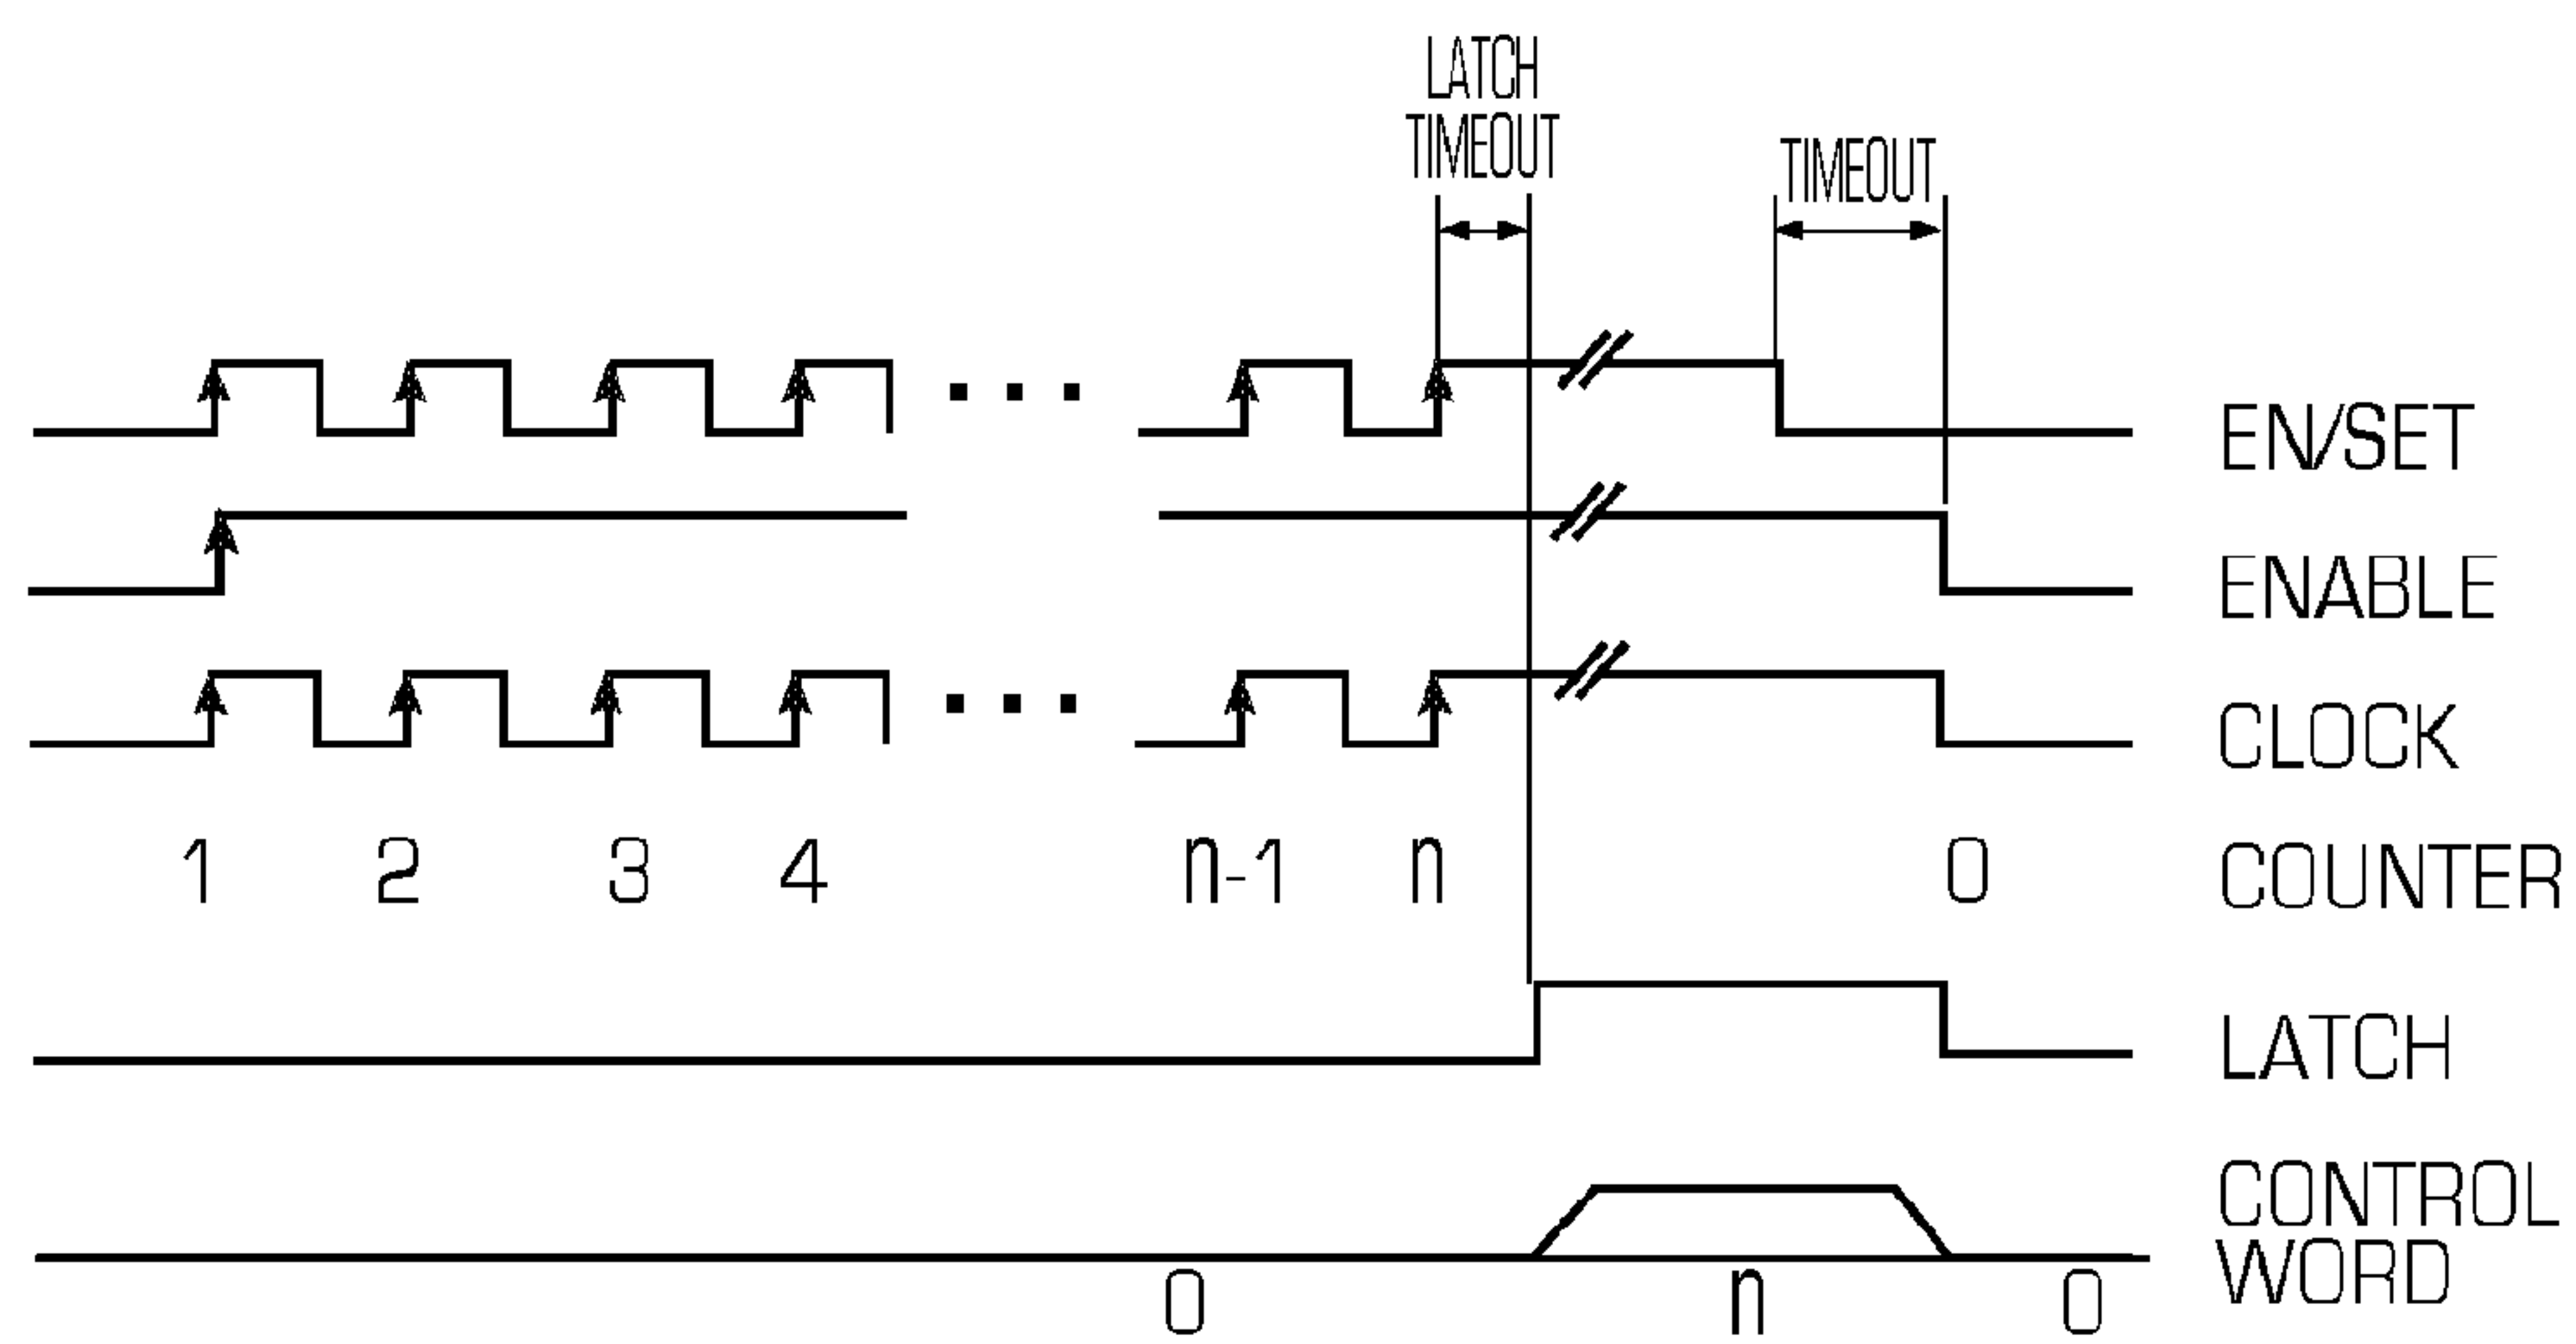 LATCH
TIMEOUT
TIMEOUT
EN/SET
ENABLE
CLOCK
1 2 3 4 n-1 n 0 COUNTER
LATCH
CONTROL
WORD
0 n 0